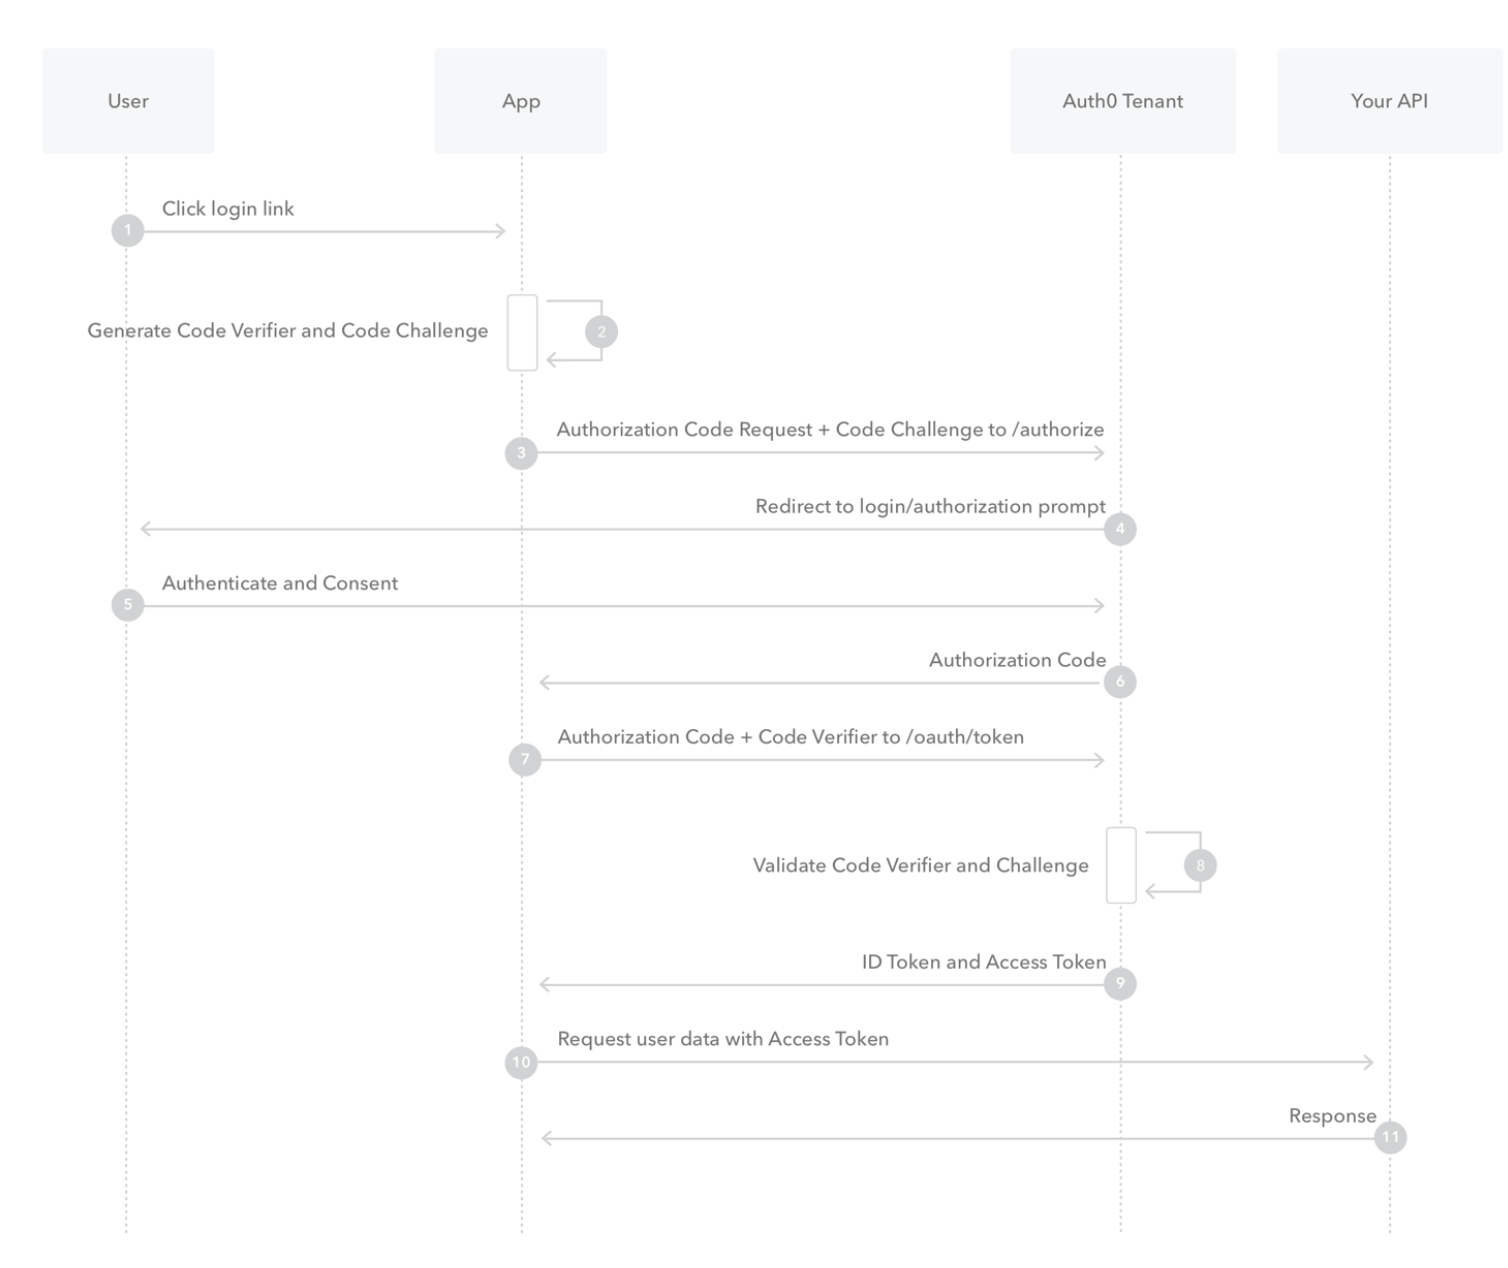 User
App
Auth0 Tenant
Your API
Click login link
1
Generate Code Verifier and Code Challenge
2
Authorization Code Request + Code Challenge to /authorize
3
Redirect to login/authorization prompt
4
Authenticate and Consent
5
Authorization Code
6
Authorization Code + Code Verifier to /oauth/token
7
Validate Code Verifier and Challenge
8
ID Token and Access Token
9
Request user data with Access Token
10
Response
11